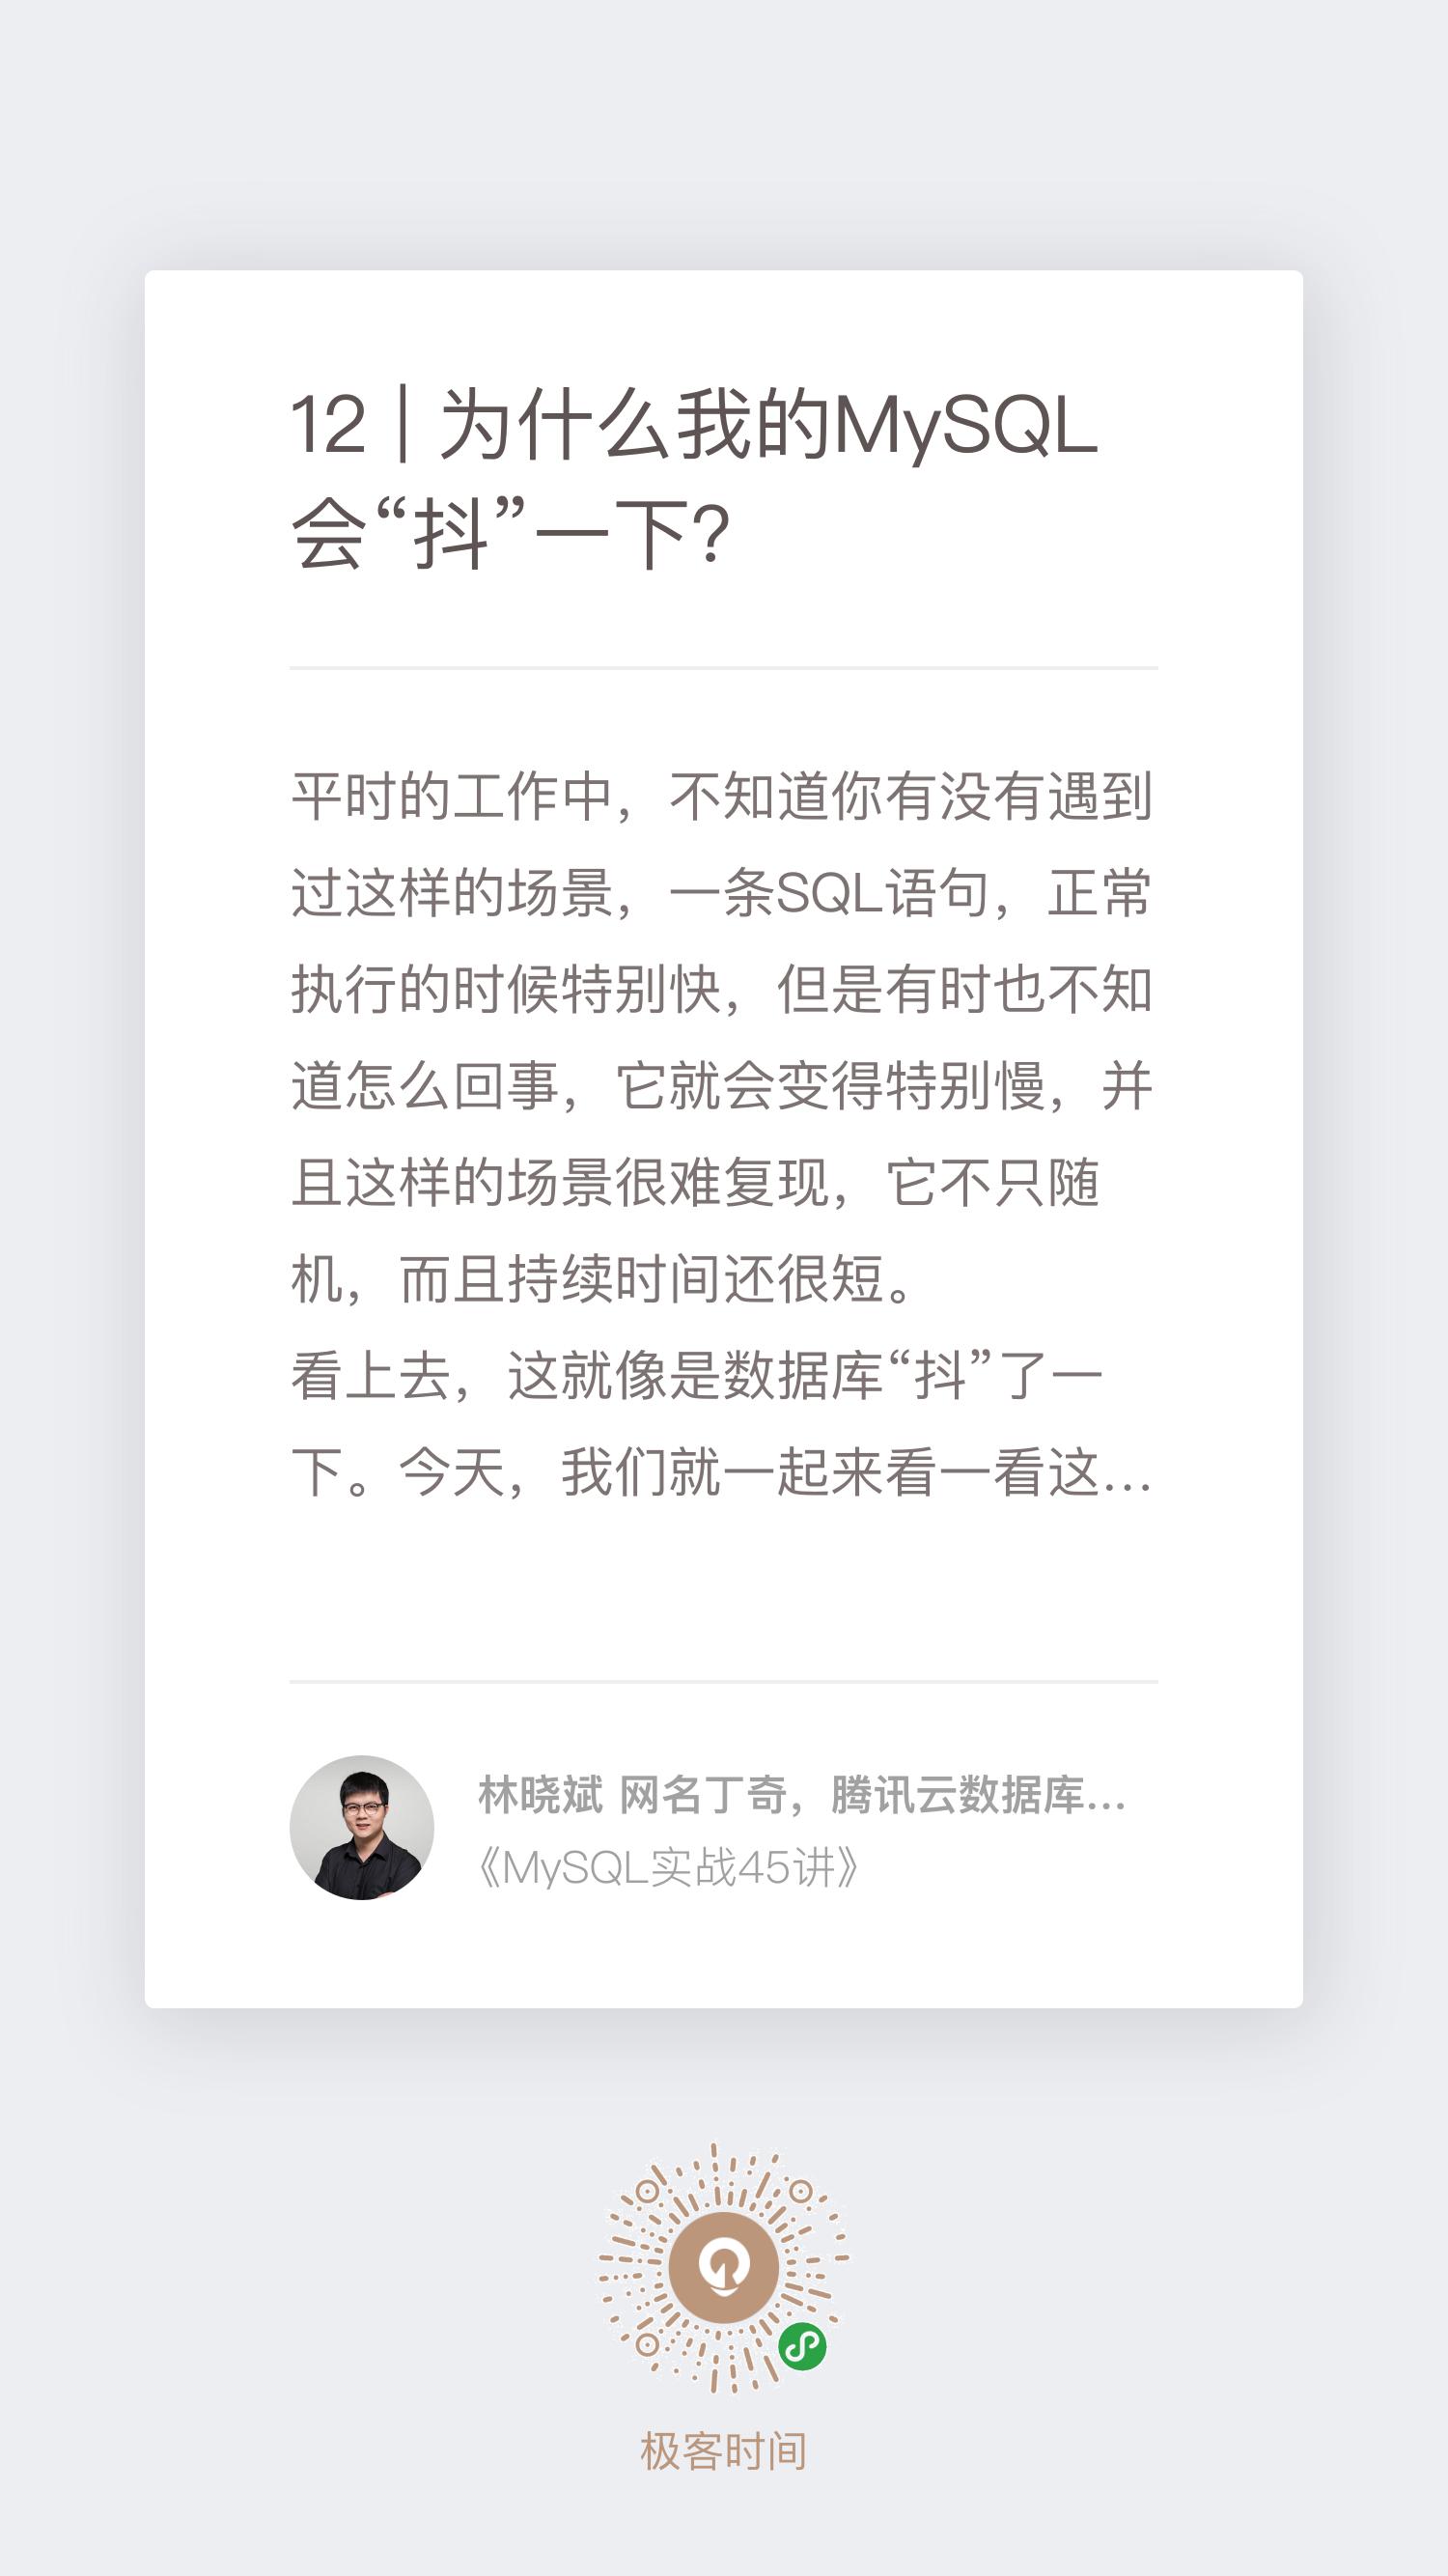 12 | 为什么我的MySQL
会“抖”一下?
平时的工作中，不知道你有没有遇到
过这样的场景，一条SQL语句，正常
执行的时候特别快，但是有时也不知
道怎么回事，它就会变得特别慢，并
且这样的场景很难复现，它不只随
机，而且持续时间还很短。
看上去，这就像是数据库“抖”了一
下。今天，我们就一起来看一看这...
林晓斌 网名丁奇，腾讯云数据库...
《MySQL实战45讲》
极客时间